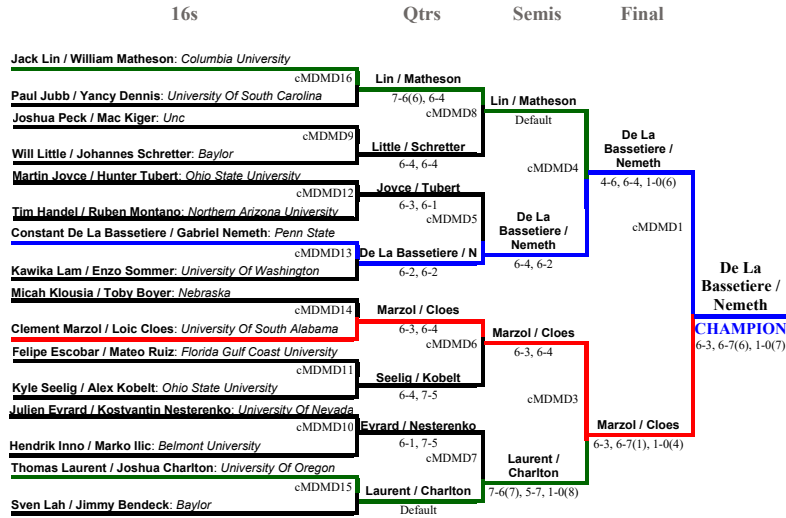 16s Qtrs Semis Final
Jack Lin / William Matheson: Columbia University
cMDMD16
Paul Jubb / Yancy Dennis: University Of South Carolina
Joshua Peck / Mac Kiger: Unc
cMDMD9
Will Little / Johannes Schretter: Baylor
Martin Joyce / Hunter Tubert: Ohio State University
cMDMD12
Tim Handel / Ruben Montano: Northern Arizona University
Constant De La Bassetiere / Gabriel Nemeth: Penn State
cMDMD13
Kawika Lam / Enzo Sommer: University Of Washington
Micah Klousia / Toby Boyer: Nebraska
cMDMD14
Clement Marzol / Loic Cloes: University Of South Alabama
Felipe Escobar / Mateo Ruiz: Florida Gulf Coast University
cMDMD11
Kyle Seelig / Alex Kobelt: Ohio State University
Julien Evrard / Kostyantin Nesterenko: University Of Nevada
cMDMD10
Hendrik Inno / Marko Ilic: Belmont University
Thomas Laurent / Joshua Charlton: University Of Oregon
cMDMD15
Sven Lah / Jimmy Bendeck: Baylor
Lin / Matheson
7-6(6), 6-4
cMDMD8
Little / Schretter
6-4, 6-4
Joyce / Tubert
6-3, 6-1
cMDMD5
De La Bassetiere / N
6-2, 6-2
Marzol / Cloes
6-3, 6-4
cMDMD6
Seelig / Kobelt
6-4, 7-5
Evrard / Nesterenko
6-1, 7-5
cMDMD7
Laurent / Charlton
Default
Lin / Matheson
Default
cMDMD4
De La
Bassetiere /
Nemeth
6-4, 6-2
Marzol / Cloes
6-3, 6-4
cMDMD3
Laurent /
Charlton
7-6(7), 5-7, 1-0(8)
De La
Bassetiere /
Nemeth
4-6, 6-4, 1-0(6)
cMDMD1
Marzol / Cloes
6-3, 6-7(1), 1-0(4)
De La
Bassetiere /
Nemeth
CHAMPION
6-3, 6-7(6), 1-0(7)